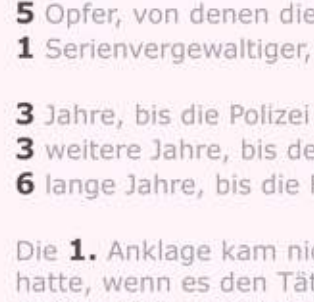 5 Opfer, von denen die
1 Serienvergewaltiger,
3 Jahre, bis die Polizei
3 weitere Jahre, bis de
6 lange Jahre, bis die
Die 1. Anklage kam nie
hatte, wenn es den Tät